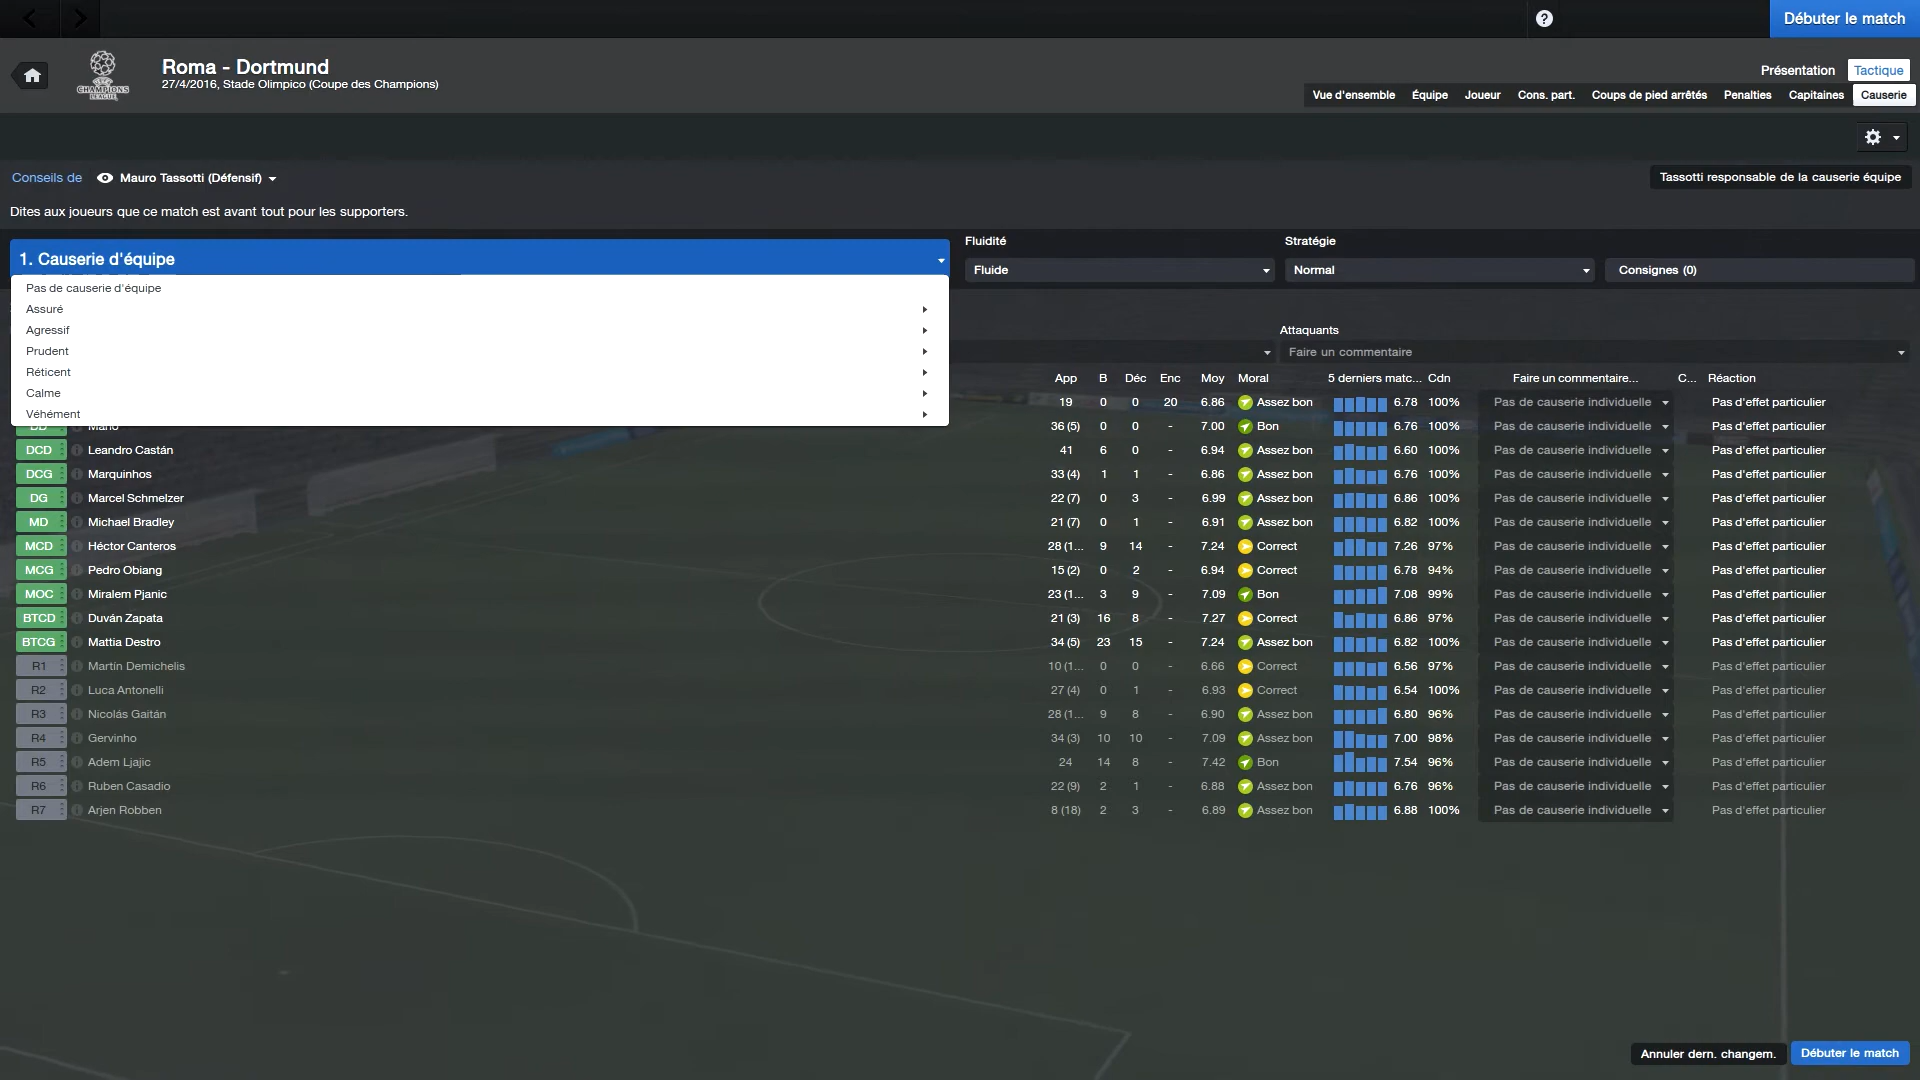 Débuter le match
Roma - Dortmund
27/4/2016, Stade Olimpico (Coupe des Champions)
CHAMPIONS
LEAGUE
Présentation Tactique
Vue d'ensemble Équipe Joueur Cons. part. Coups de pied arrêtés Penalties Capitaines Causerie
Conseils de Mauro Tassotti (Défensif)
Tassotti responsable de la causerie équipe
Dites aux joueurs que ce match est avant tout pour les supporters.
1. Causerie d'équipe
Fluidité Stratégie
Fluide Normal Consignes (0)
Pas de causerie d'équipe
Assuré
Agressif
Prudent
Réticent
Calme
Véhément
Attaquants
Faire un commentaire
App B Déc Enc Moy Moral 5 derniers matc... Cdn Faire un commentaire... C... Réaction
19 0 0 20 6.86 Assez bon 6.78 100% Pas de causerie individuelle Pas d'effet particulier
36 (5) 0 0 - 7.00 Bon 6.76 100% Pas de causerie individuelle Pas d'effet particulier
DCD Leandro Castán 41 6 0 - 6.94 Assez bon 6.60 100% Pas de causerie individuelle Pas d'effet particulier
DCG Marquinhos 33 (4) 1 1 - 6.86 Assez bon 6.76 100% Pas de causerie individuelle Pas d'effet particulier
DG Marcel Schmelzer 22 (7) 0 3 - 6.99 Assez bon 6.86 100% Pas de causerie individuelle Pas d'effet particulier
MD Michael Bradley 21 (7) 0 1 - 6.91 Assez bon 6.82 100% Pas de causerie individuelle Pas d'effet particulier
MCD Héctor Canteros 28 (1... 9 14 - 7.24 Correct 7.26 97% Pas de causerie individuelle Pas d'effet particulier
MCG Pedro Obiang 15 (2) 0 2 - 6.94 Correct 6.78 94% Pas de causerie individuelle Pas d'effet particulier
MOC Miralem Pjanic 23 (1... 3 9 - 7.09 Bon 7.08 99% Pas de causerie individuelle Pas d'effet particulier
BTCD Duván Zapata 21 (3) 16 8 - 7.27 Correct 6.86 97% Pas de causerie individuelle Pas d'effet particulier
BTCG Mattia Destro 34 (5) 23 15 - 7.24 Assez bon 6.82 100% Pas de causerie individuelle Pas d'effet particulier
R1 Martín Demichelis 10 (1... 0 0 - 6.66 Correct 6.56 97% Pas de causerie individuelle Pas d'effet particulier
R2 Luca Antonelli 27 (4) 0 1 - 6.93 Correct 6.54 100% Pas de causerie individuelle Pas d'effet particulier
R3 Nicolás Gaitán 28 (1... 9 8 - 6.90 Assez bon 6.80 96% Pas de causerie individuelle Pas d'effet particulier
R4 Gervinho 34 (3) 10 10 - 7.09 Assez bon 7.00 98% Pas de causerie individuelle Pas d'effet particulier
R5 Adem Ljajic 24 14 8 - 7.42 Bon 7.54 96% Pas de causerie individuelle Pas d'effet particulier
R6 Ruben Casadio 22 (9) 2 1 - 6.88 Assez bon 6.76 96% Pas de causerie individuelle Pas d'effet particulier
R7 Arjen Robben 8 (18) 2 3 - 6.89 Assez bon 6.88 100% Pas de causerie individuelle Pas d'effet particulier
Annuler dern. changem. Débuter le match